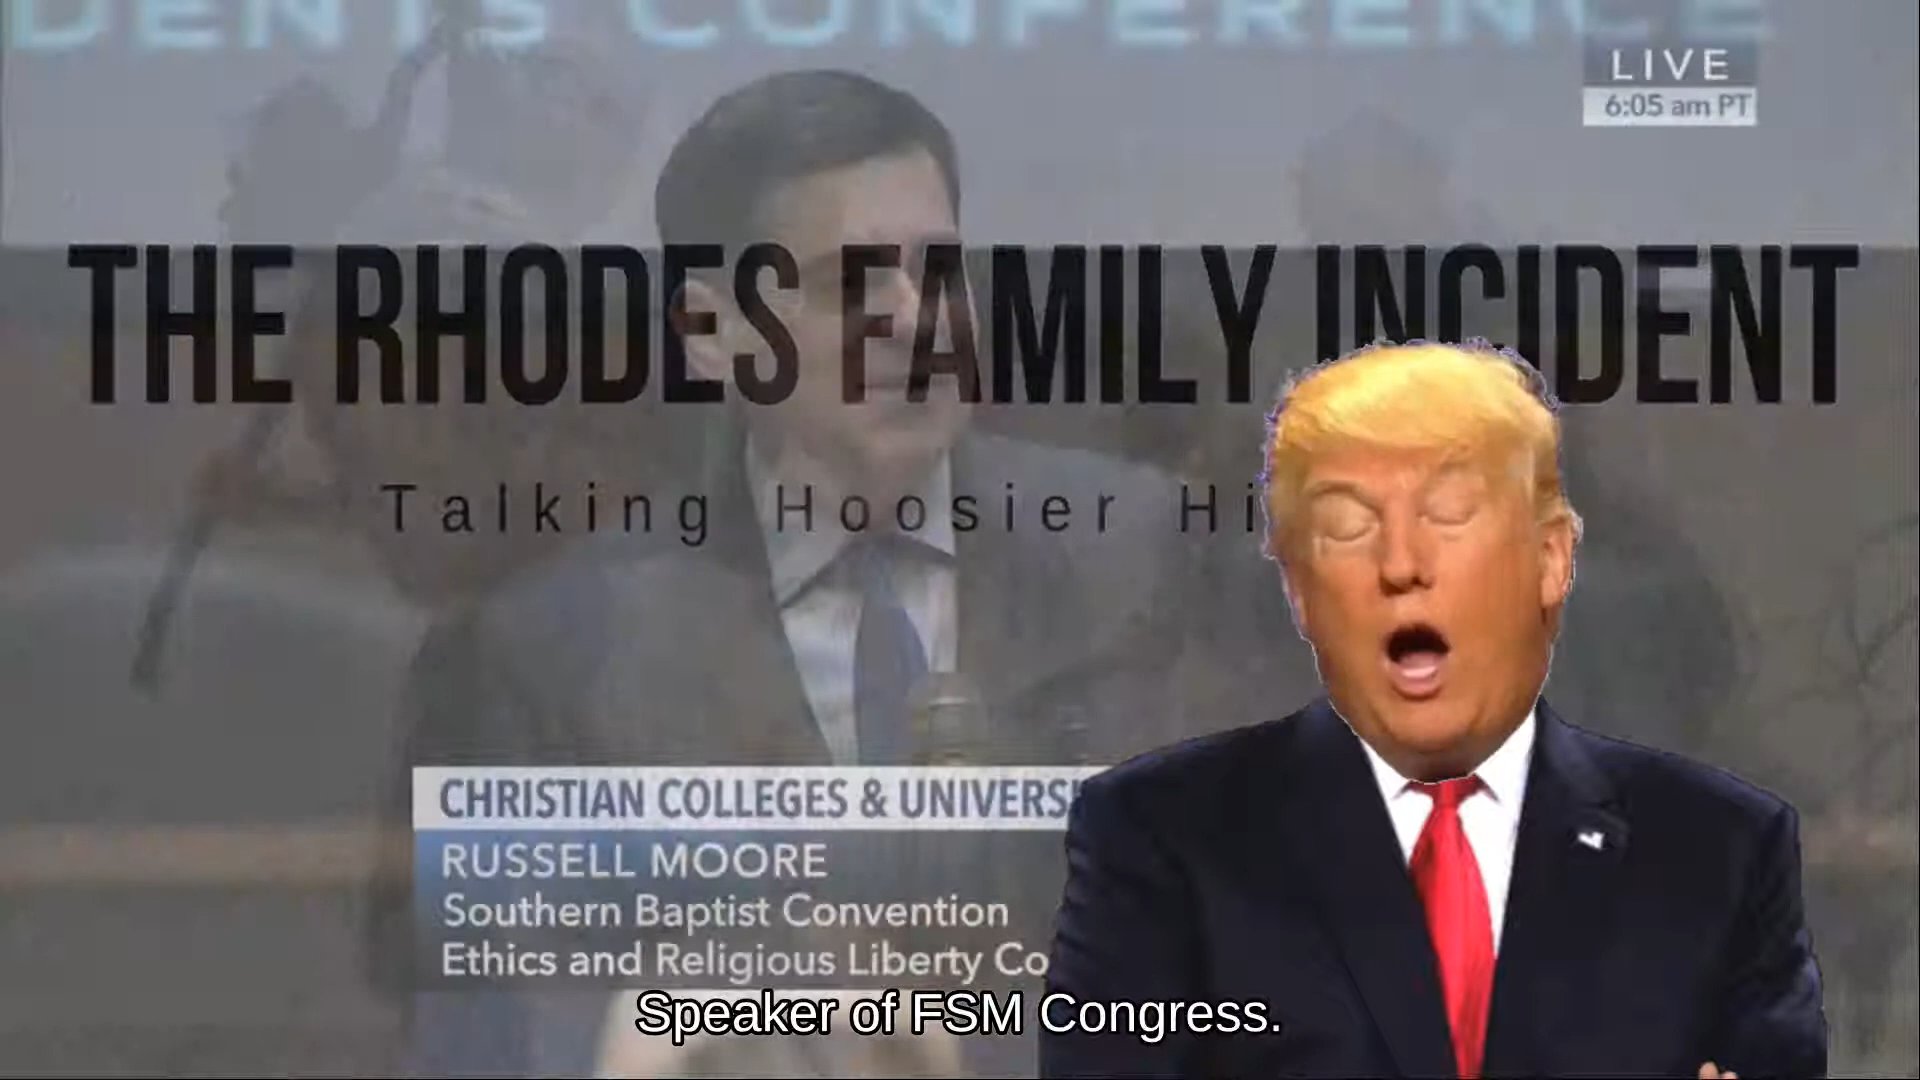 DENTS CONFERENCE
LIVE
6:05 am PT
THE RHODES FAMILY INCIDENT
Talking Hoosier Hi
CHRISTIAN COLLEGES & UNIVERSI
RUSSELL MOORE
Southern Baptist Convention
Ethics and Religious Liberty Co
Speaker of FSM Congress.